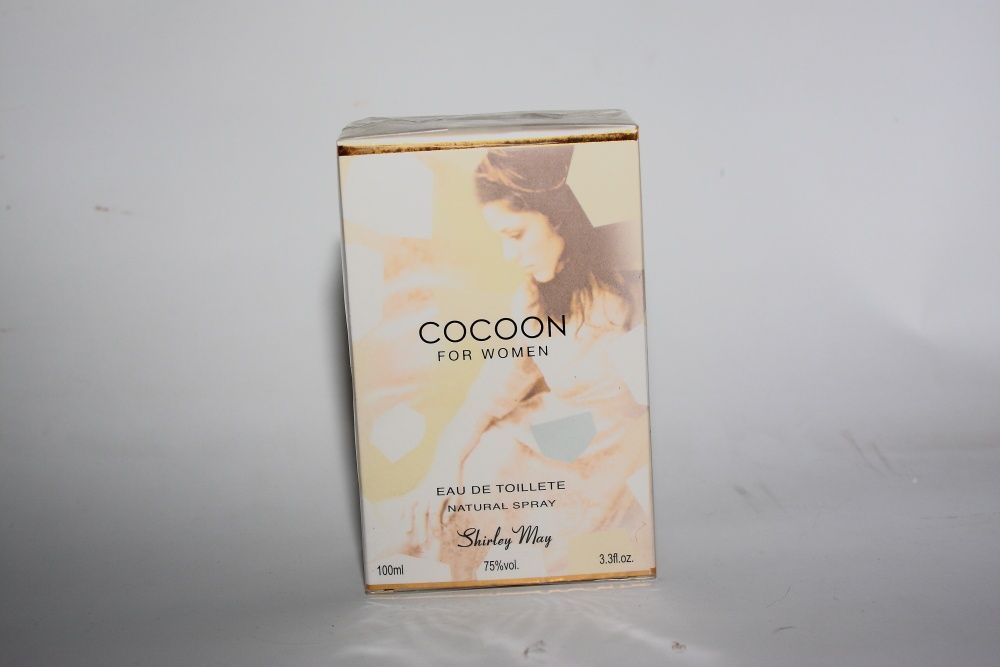 COCOON
FOR WOMEN
EAU DE TOILLETE
NATURAL SPRAY
Shirley May
100ml 75%vol. 3.3fl.oz.